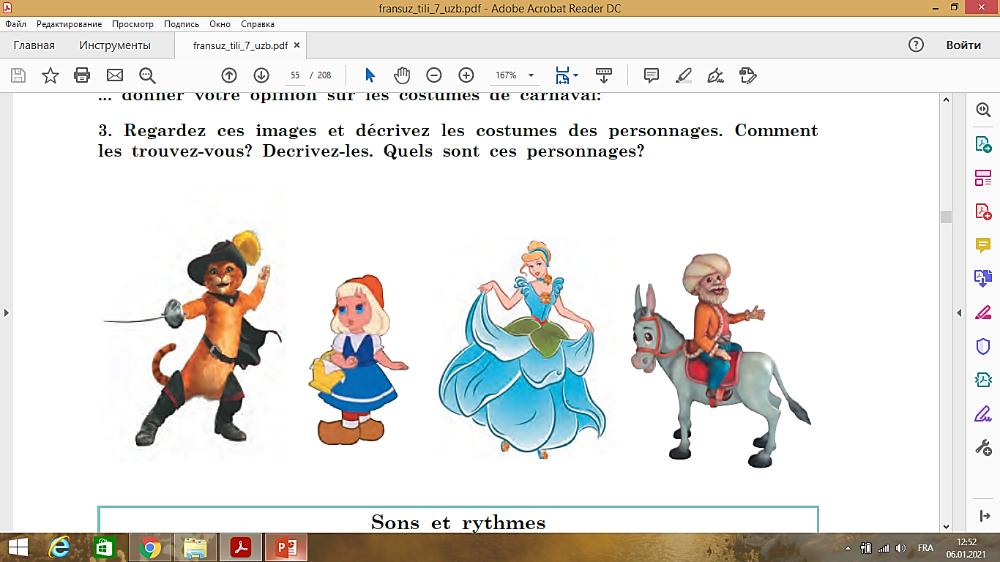 fransuz_tili_7_uzb.pdf - Adobe Acrobat Reader DC
Файл Редактирование Просмотр Подпись Окно Справка
Главная Инструменты fransuz_tili_7_uzb.pdf × Войти
55 / 208 167%
... donner votre opinion sur les costumes de carnaval:
3. Regardez ces images et décrivez les costumes des personnages. Comment
les trouvez-vous? Decrivez-les. Quels sont ces personnages?
Sons et rythmes
FRA
12:52
06.01.2021